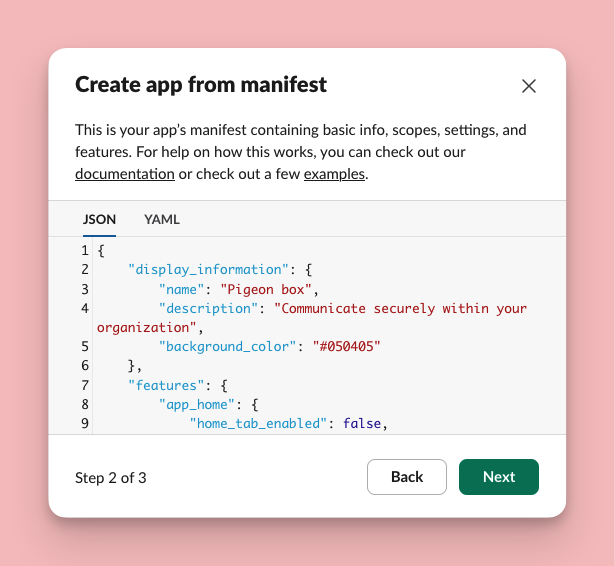 Create app from manifest
This is your app’s manifest containing basic info, scopes, settings, and
features. For help on how this works, you can check out our
documentation or check out a few examples.
JSON YAML
1 {
2     "display_information": {
3         "name": "Pigeon box",
4         "description": "Communicate securely within your
organization",
5         "background_color": "#050405"
6     },
7     "features": {
8         "app_home": {
9             "home_tab_enabled": false,
Step 2 of 3 Back Next